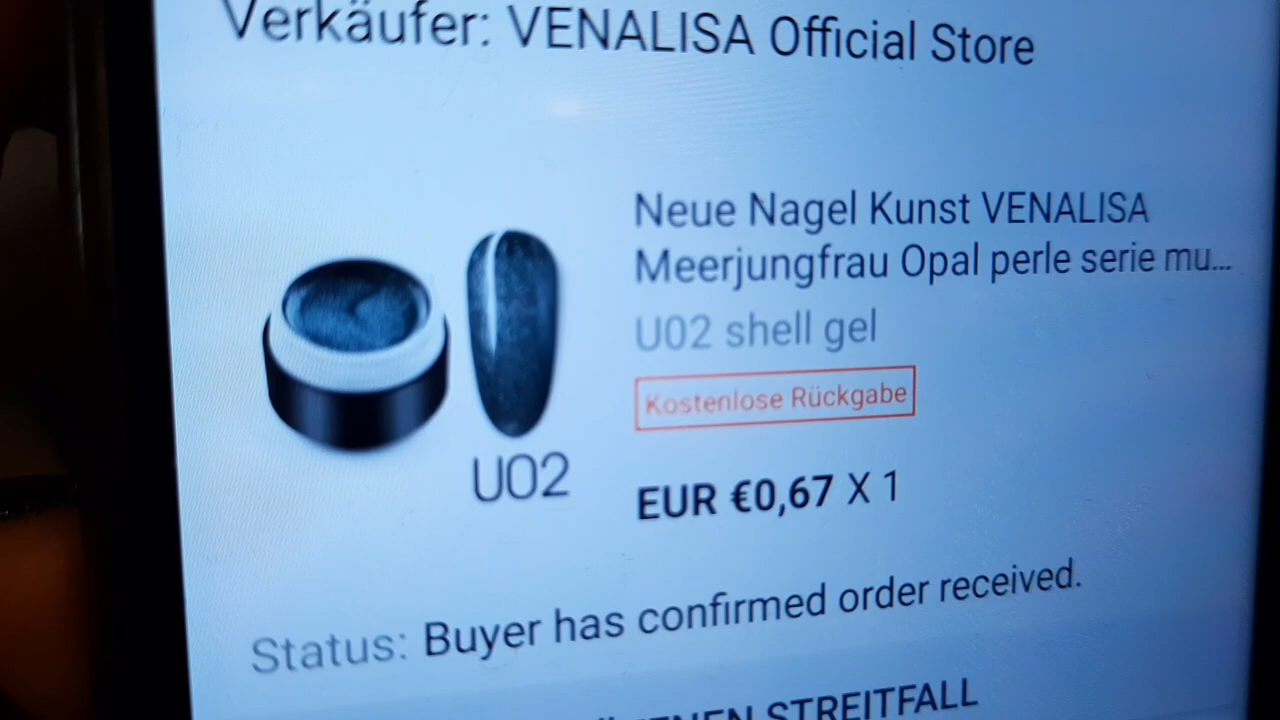 Verkäufer: VENALISA Official Store
Neue Nagel Kunst VENALISA
Meerjungfrau Opal perle serie mu...
U02 shell gel
Kostenlose Rückgabe
U02
EUR €0,67 X 1
Status: Buyer has confirmed order received.
STREITFALL